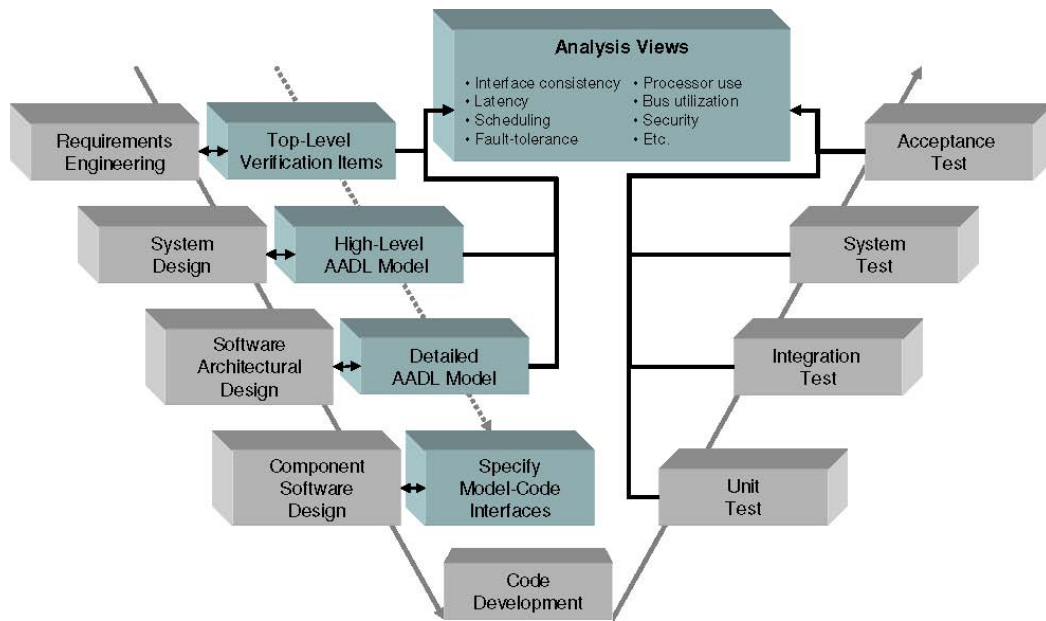 Analysis Views
• Interface consistency
• Latency
• Scheduling
• Fault-tolerance
• Processor use
• Bus utilization
• Security
• Etc.
Requirements
Engineering
Top-Level
Verification Items
Acceptance
Test
System
Design
High-Level
AADL Model
System
Test
Software
Architectural
Design
Detailed
AADL Model
Integration
Test
Component
Software
Design
Specify
Model-Code
Interfaces
Unit
Test
Code
Development